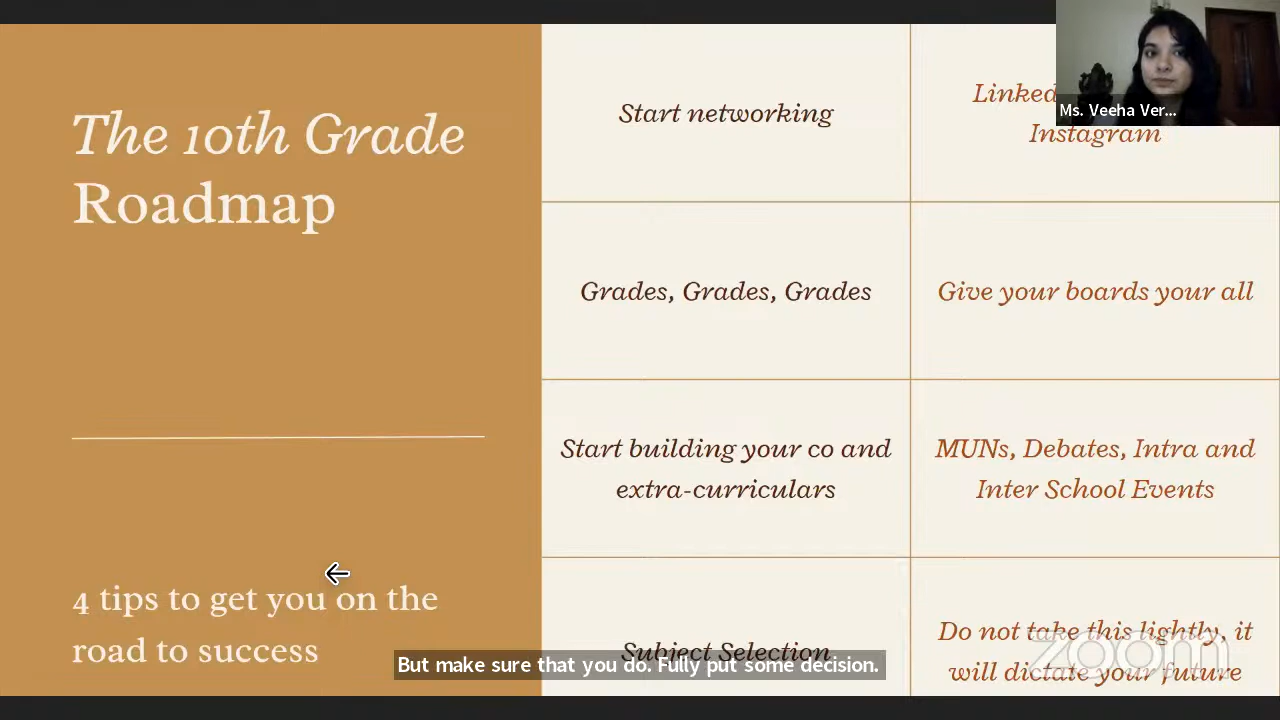 The 10th Grade
Roadmap
4 tips to get you on the
road to success
Start networking
Linked
Instagram
Grades, Grades, Grades
Give your boards your all
Start building your co and
extra-curriculars
MUNs, Debates, Intra and
Inter School Events
Subject Selection
Do not take this lightly, it
will dictate your future
Ms. Veeha Ver...
But make sure that you do. Fully put some decision.
zoom